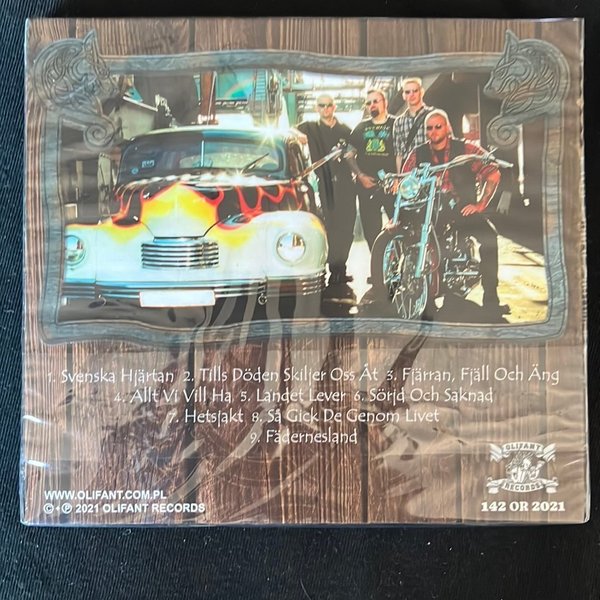 1. Svenska Hjärtan 2. Tills Döden Skiljer Oss Åt 3. Fjärran, Fjäll Och Äng
4. Allt Vi Vill Ha 5. Landet Lever 6. Sörjd Och Saknad
7. Hetsjakt 8. Så Gick De Genom Livet
9. Fädernesland
WWW.OLIFANT.COM.PL
© + ℗ 2021 OLIFANT RECORDS
OLIFANT
RECORDS
142 OR 2021